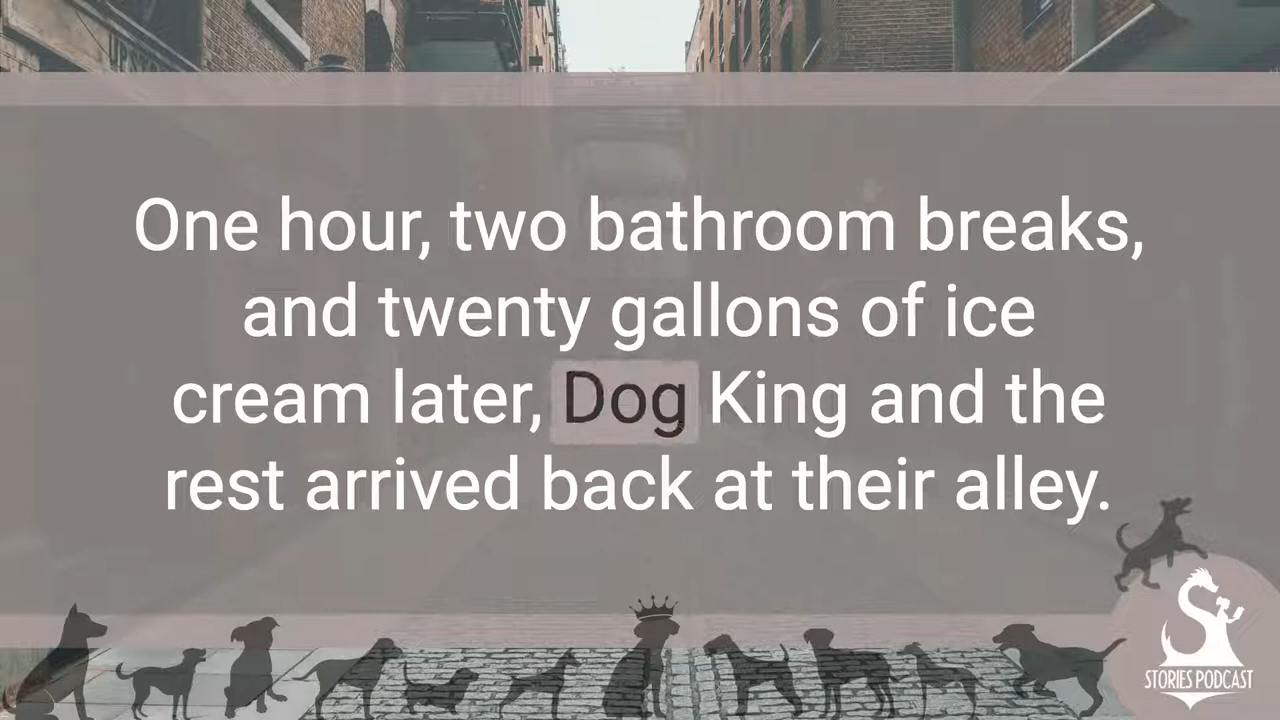 One hour, two bathroom breaks,
and twenty gallons of ice
cream later, Dog King and the
rest arrived back at their alley.
STORIES PODCAST